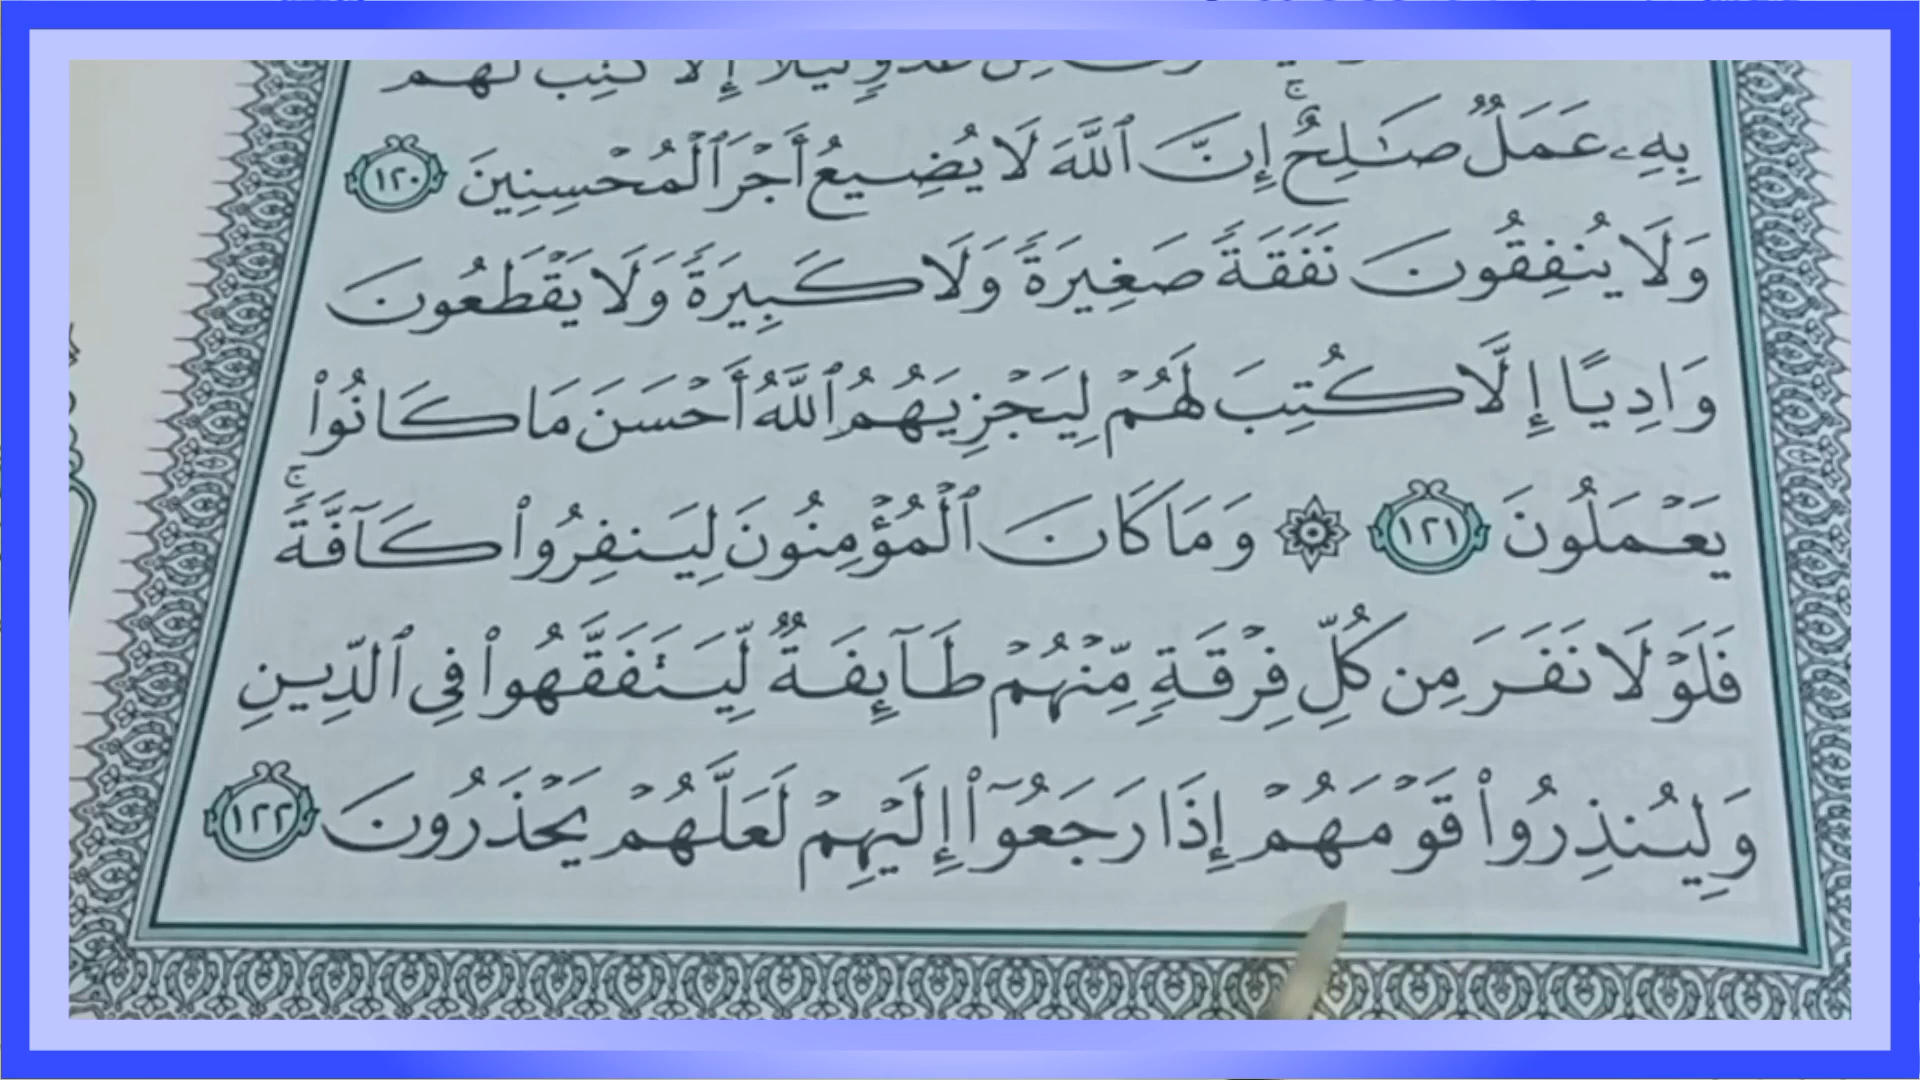 إِلَّا كُتِبَ لَهُم
بِهِۦ عَمَلٌ صَٰلِحٌ ۚ إِنَّ ٱللَّهَ لَا يُضِيعُ أَجْرَ ٱلْمُحْسِنِينَ ١٢٠
وَلَا يُنفِقُونَ نَفَقَةً صَغِيرَةً وَلَا كَبِيرَةً وَلَا يَقْطَعُونَ
وَادِيًا إِلَّا كُتِبَ لَهُمْ لِيَجْزِيَهُمُ ٱللَّهُ أَحْسَنَ مَا كَانُوا۟
يَعْمَلُونَ ١٢١ ۞ وَمَا كَانَ ٱلْمُؤْمِنُونَ لِيَنفِرُوا۟ كَآفَّةً ۚ
فَلَوْلَا نَفَرَ مِن كُلِّ فِرْقَةٍ مِّنْهُمْ طَآئِفَةٌ لِّيَتَفَقَّهُوا۟ فِى ٱلدِّينِ
وَلِيُنذِرُوا۟ قَوْمَهُمْ إِذَا رَجَعُوٓا۟ إِلَيْهِمْ لَعَلَّهُمْ يَحْذَرُونَ ١٢٢